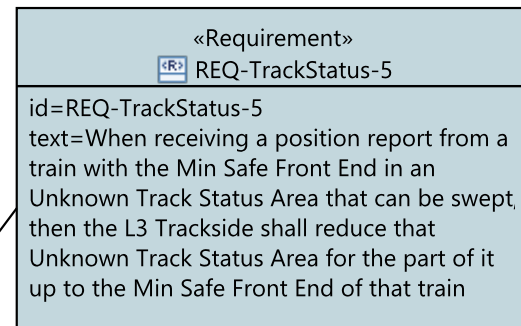 «Requirement»
<R> REQ-TrackStatus-5
id=REQ-TrackStatus-5
text=When receiving a position report from a
train with the Min Safe Front End in an
Unknown Track Status Area that can be swept,
then the L3 Trackside shall reduce that
Unknown Track Status Area for the part of it
up to the Min Safe Front End of that train